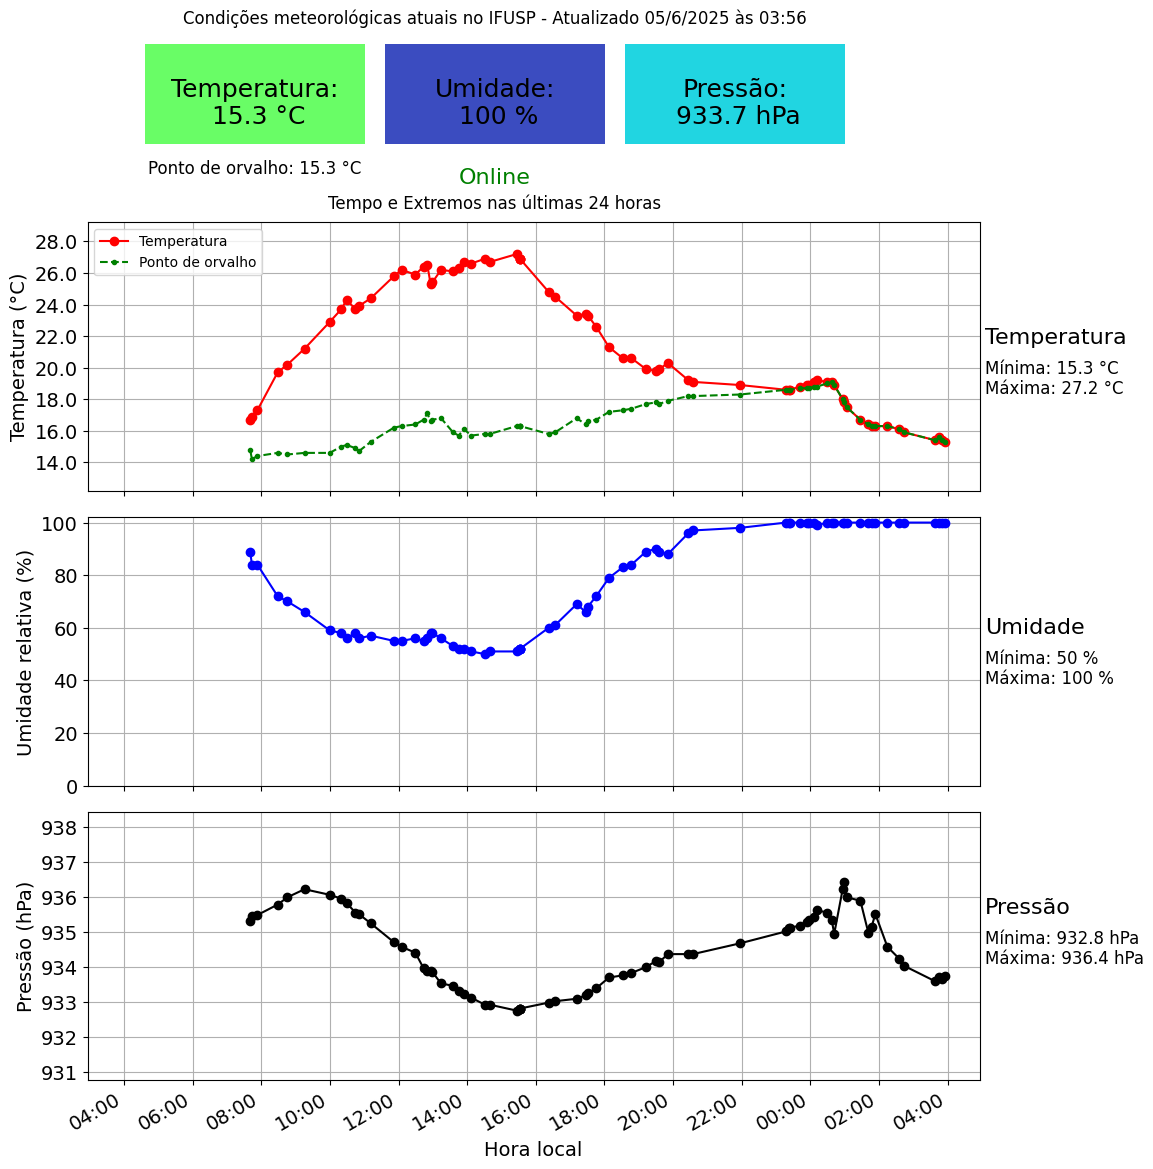 Condições meteorológicas atuais no IFUSP - Atualizado 05/6/2025 às 03:56
Temperatura:
15.3 °C
Umidade:
100 %
Pressão:
933.7 hPa
Ponto de orvalho: 15.3 °C
Online
Tempo e Extremos nas últimas 24 horas
Temperatura (°C)
28.0
26.0
24.0
22.0
20.0
18.0
16.0
14.0
Temperatura
Ponto de orvalho
Temperatura
Mínima: 15.3 °C
Máxima: 27.2 °C
Umidade relativa (%)
100
80
60
40
20
0
Umidade
Mínima: 50 %
Máxima: 100 %
Pressão (hPa)
938
937
936
935
934
933
932
931
Pressão
Mínima: 932.8 hPa
Máxima: 936.4 hPa
04:00
06:00
08:00
10:00
12:00
14:00
16:00
18:00
20:00
22:00
00:00
02:00
04:00
Hora local